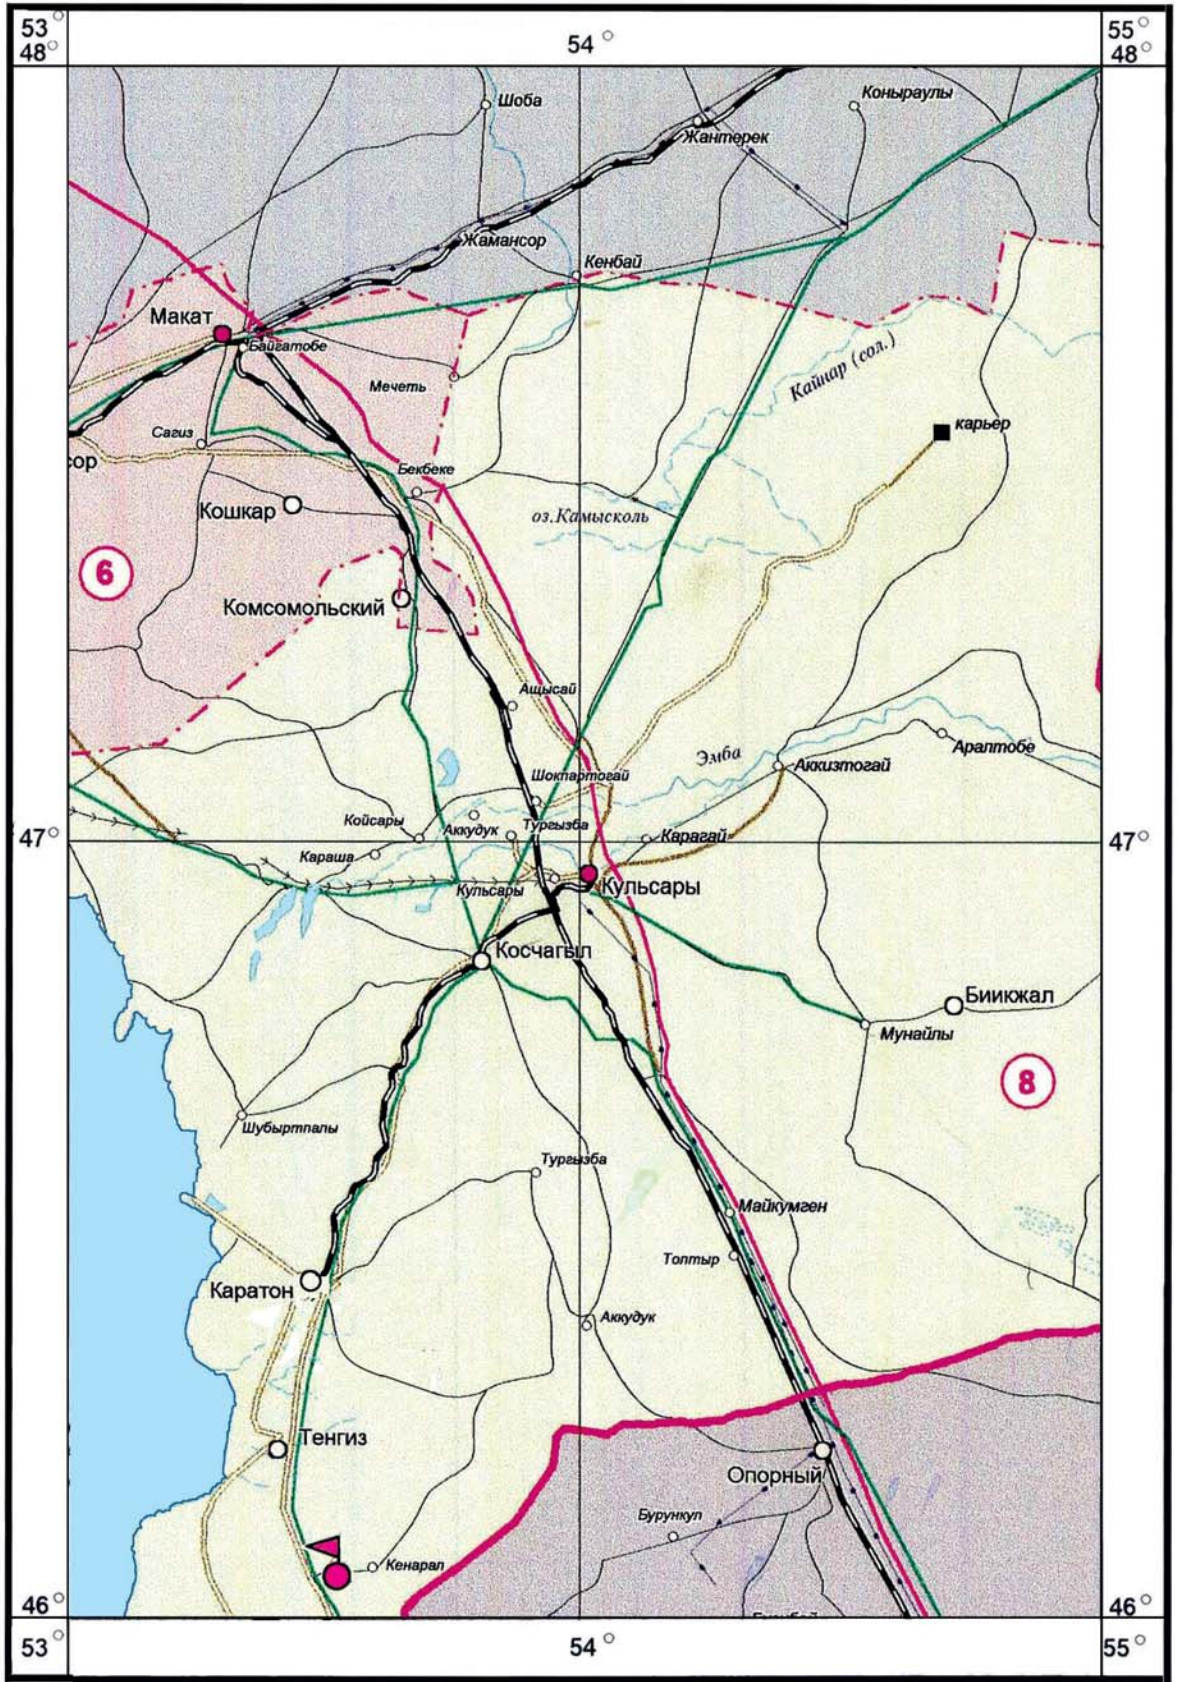 53°
54°
55°
48°
48°
Шоба
Коныраулы
Жантерек
Жамансор
Кенбай
Макат
Байгатобе
Мечеть
Кайнар (сол.)
карьер
Сагиз
сор
Бекбеке
Кошкар
оз.Камысколь
6
Комсомольский
Ащысай
Эмба
Аралтобе
Аккизтогай
Шокпартогай
Койсары
Аккудук
Тургызба
47°
Карагай
47°
Караша
Кульсары
Кульсары
Косчагыл
Биикжал
Мунайлы
8
Шубыртпалы
Тургызба
Майкумген
Толтыр
Каратон
Аккудук
Тенгиз
Опорный
Бурункул
Кенарал
46°
46°
53°
54°
55°